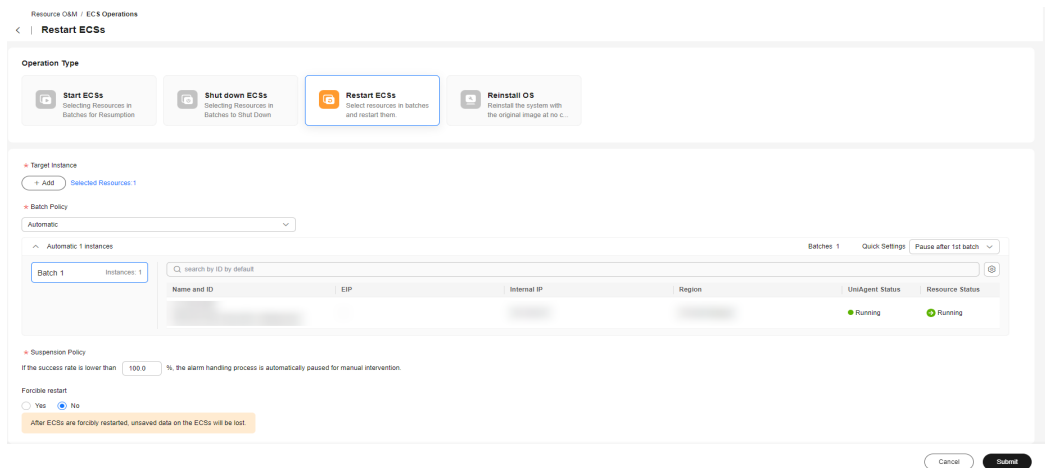 Resource O&M / ECS Operations
Restart ECSs
Operation Type
Start ECSs
Selecting Resources in
Batches for Resumption
Shut down ECSs
Selecting Resources in
Batches to Shut Down
Restart ECSs
Select resources in batches
and restart them
Reinstall OS
Reinstall the system with
the original image at no c...
* Target Instance
+ Add Selected Resources:1
* Batch Policy
Automatic
Automatic 1 instances Batches 1 Quick Settings Pause after 1st batch
Batch 1 Instances: 1
search by ID by default
Name and ID EIP Internal IP Region UniAgent Status Resource Status
Running Running
* Suspension Policy
If the success rate is lower than 100.0 %, the alarm handling process is automatically paused for manual intervention.
Forcible restart
Yes No
After ECSs are forcibly restarted, unsaved data on the ECSs will be lost.
Cancel Submit